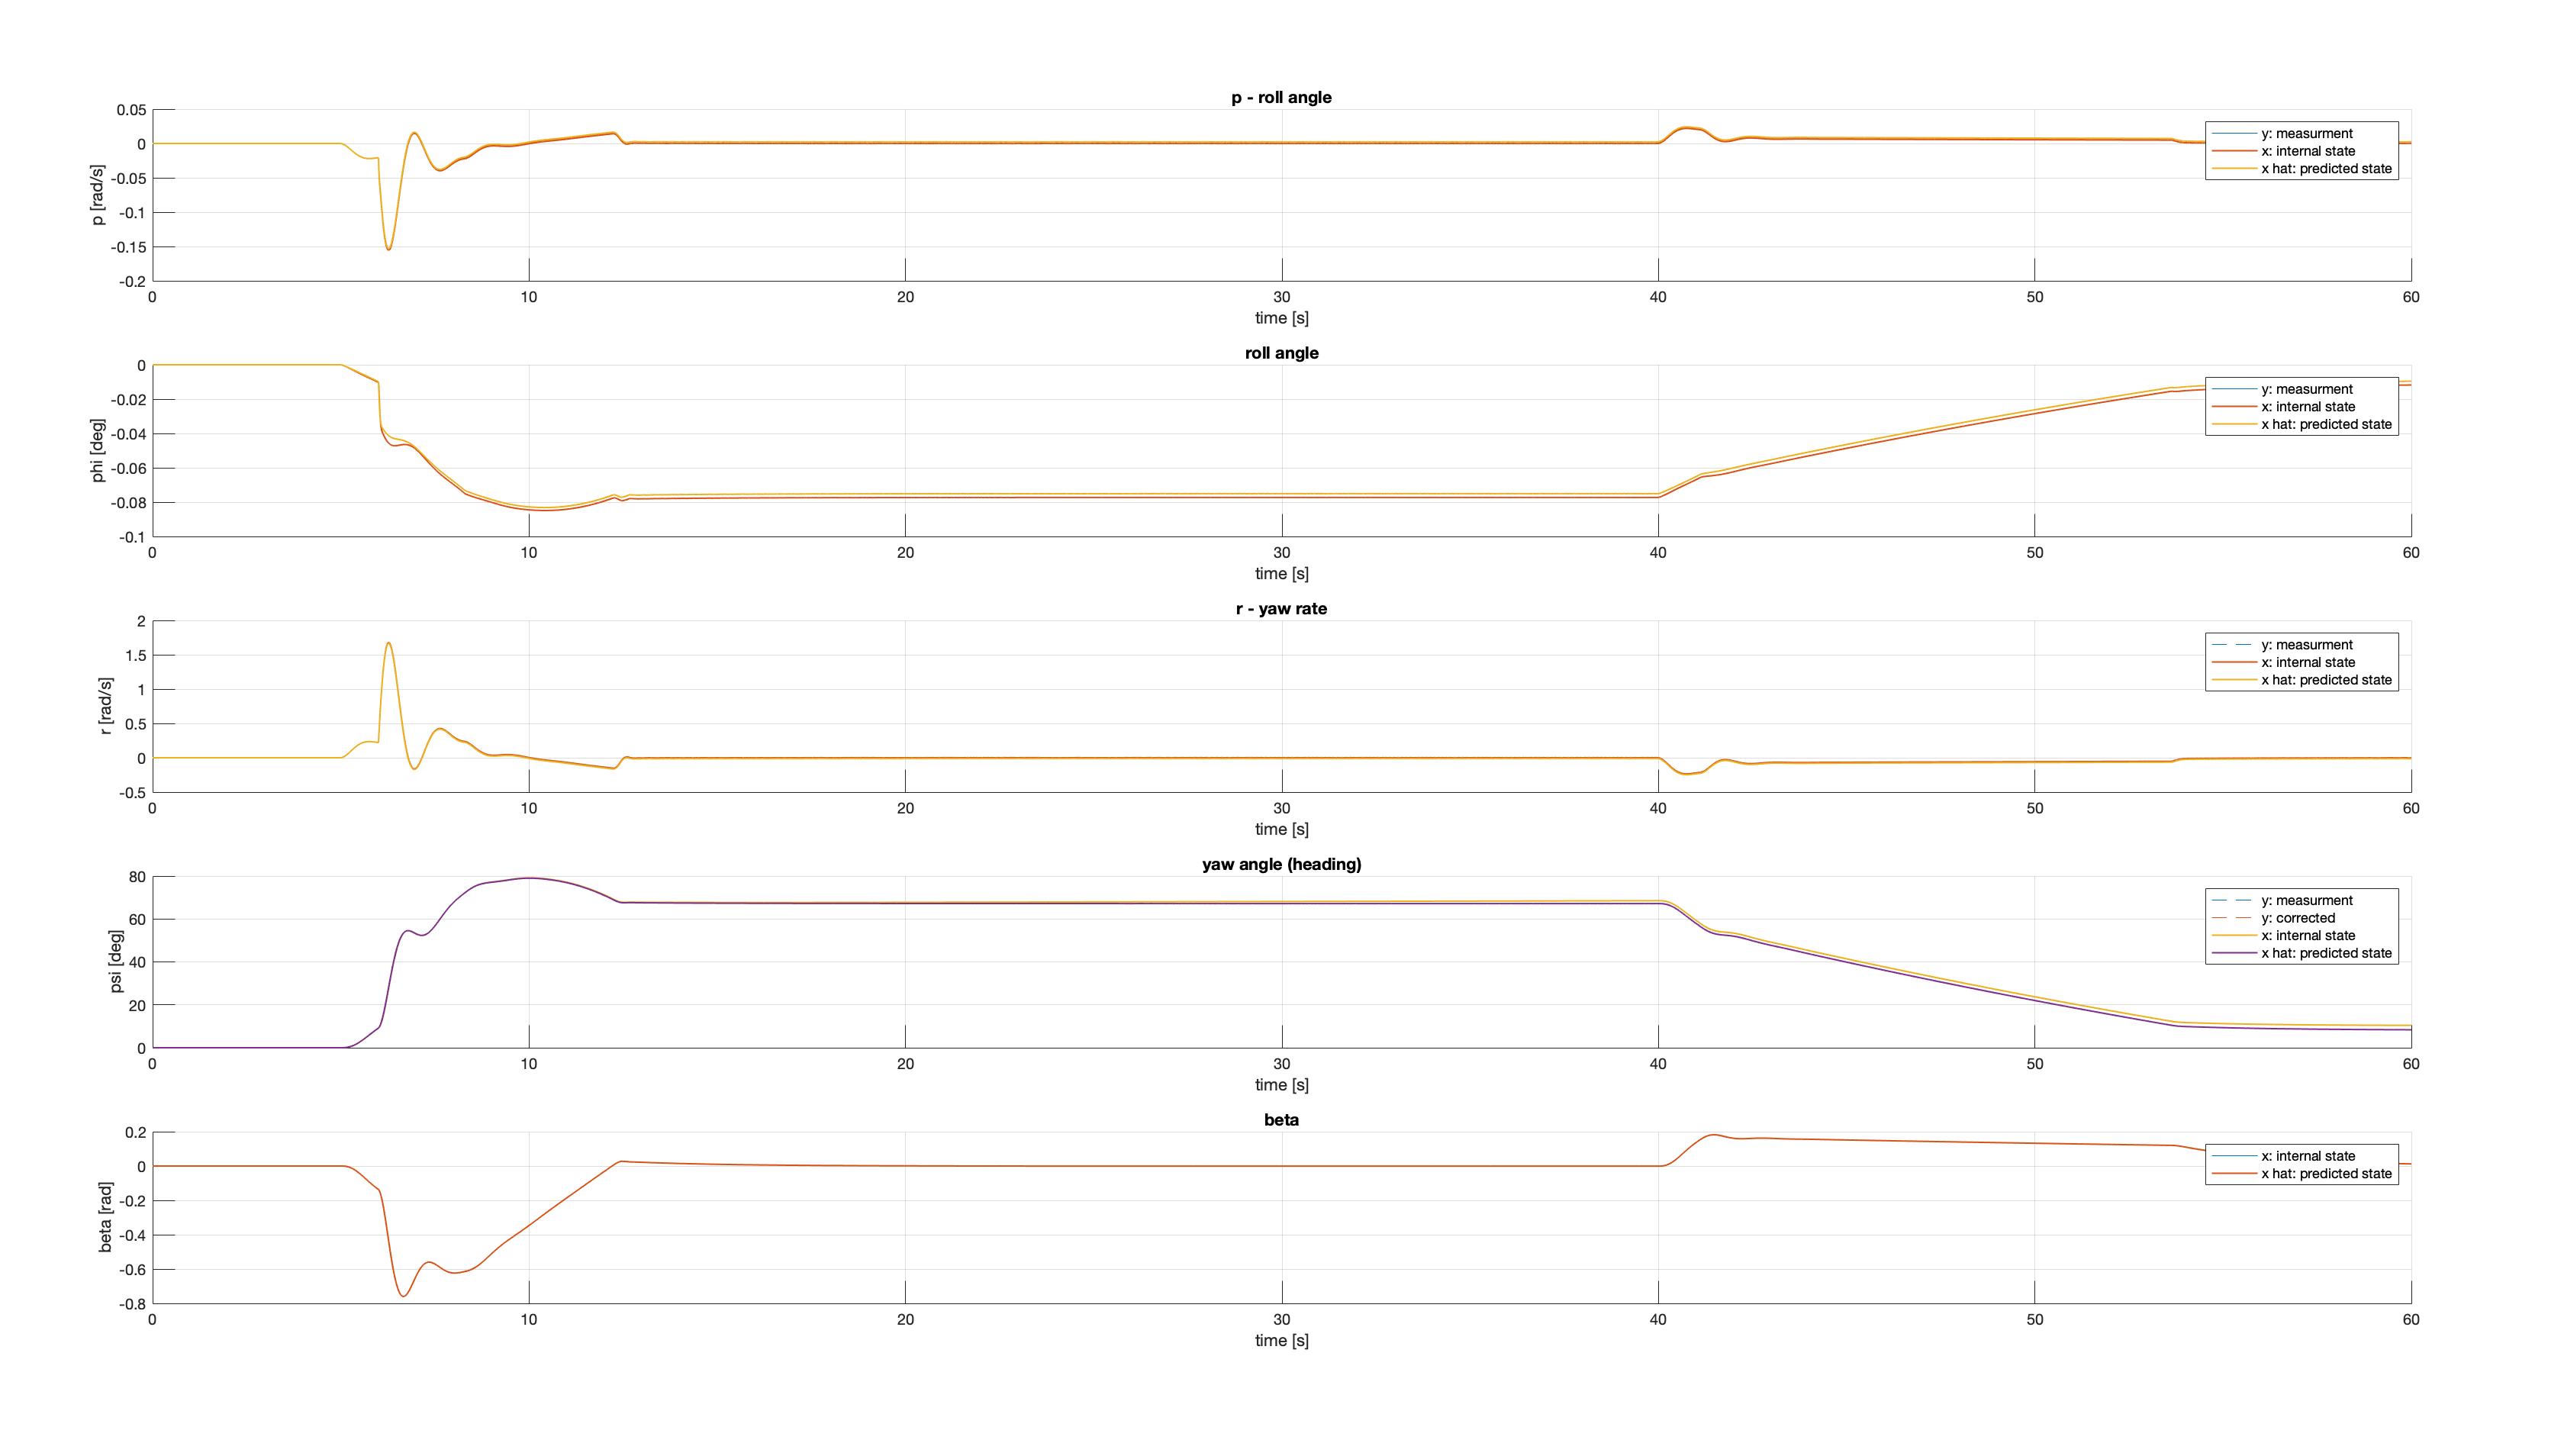 p - roll angle
0.05
0
-0.05
-0.1
-0.15
-0.2
p [rad/s]
y: measurment
x: internal state
x hat: predicted state
0 10 20 30 40 50 60
time [s]
roll angle
0
-0.02
-0.04
-0.06
-0.08
-0.1
phi [deg]
y: measurment
x: internal state
x hat: predicted state
0 10 20 30 40 50 60
time [s]
r - yaw rate
2
1.5
1
0.5
0
-0.5
r [rad/s]
y: measurment
x: internal state
x hat: predicted state
0 10 20 30 40 50 60
time [s]
yaw angle (heading)
80
60
40
20
0
psi [deg]
y: measurment
y: corrected
x: internal state
x hat: predicted state
0 10 20 30 40 50 60
time [s]
beta
0.2
0
-0.2
-0.4
-0.6
-0.8
beta [rad]
x: internal state
x hat: predicted state
0 10 20 30 40 50 60
time [s]